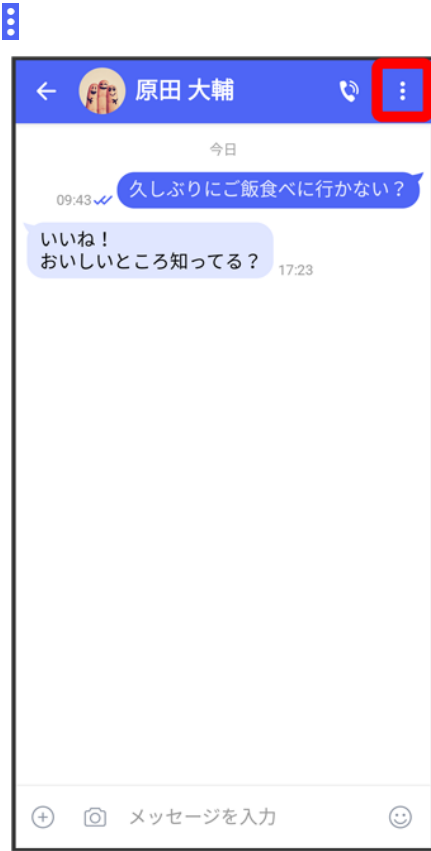 原田 大輔
今日
久しぶりにご飯食べに行かない？
09:43
いいね！
おいしいところ知ってる？
17:23
メッセージを入力